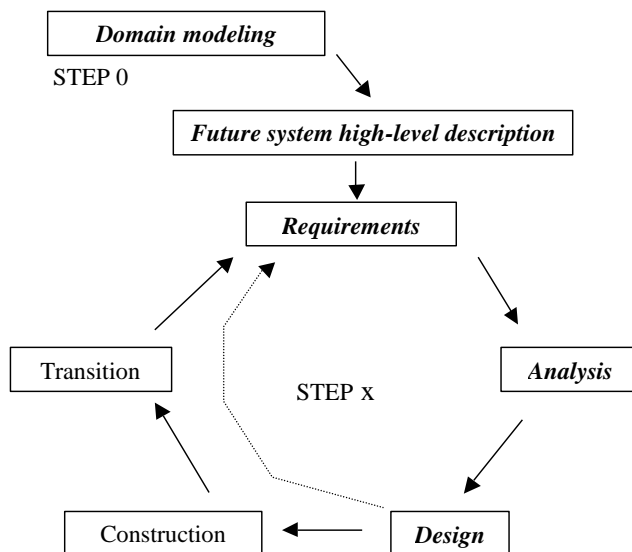 Domain modeling
STEP 0
Future system high-level description
Requirements
Transition
Analysis
STEP x
Construction
Design